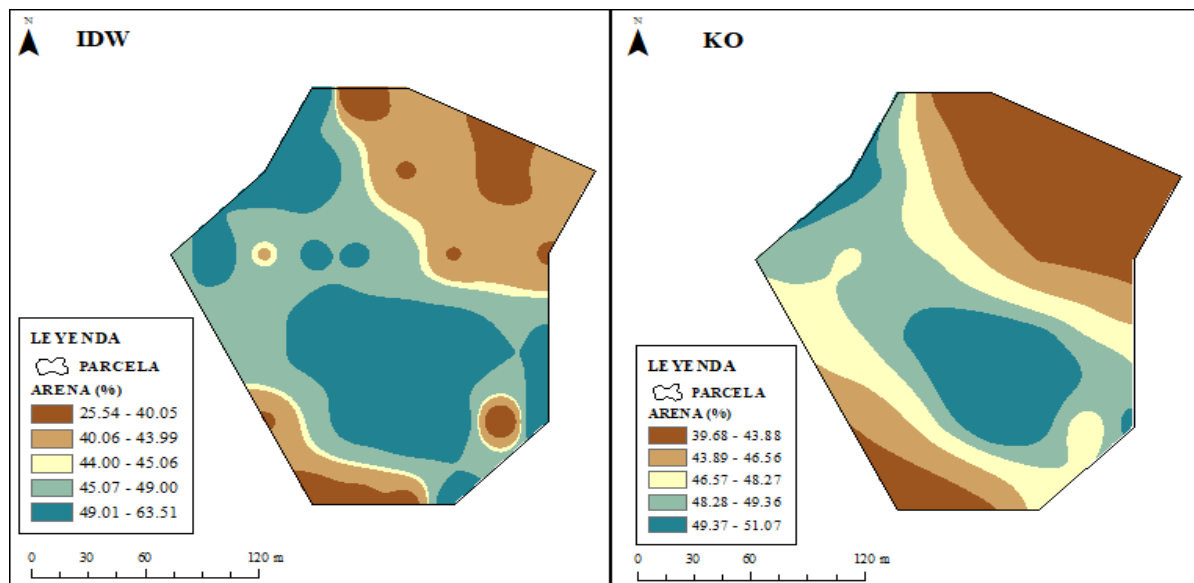 N
IDW
LEYENDA
PARCELA
ARENA (%)
25.54 - 40.05
40.06 - 43.99
44.00 - 45.06
45.07 - 49.00
49.01 - 63.51
0 30 60 120 m
N
KO
LEYENDA
PARCELA
ARENA (%)
39.68 - 43.88
43.89 - 46.56
46.57 - 48.27
48.28 - 49.36
49.37 - 51.07
0 30 60 120 m